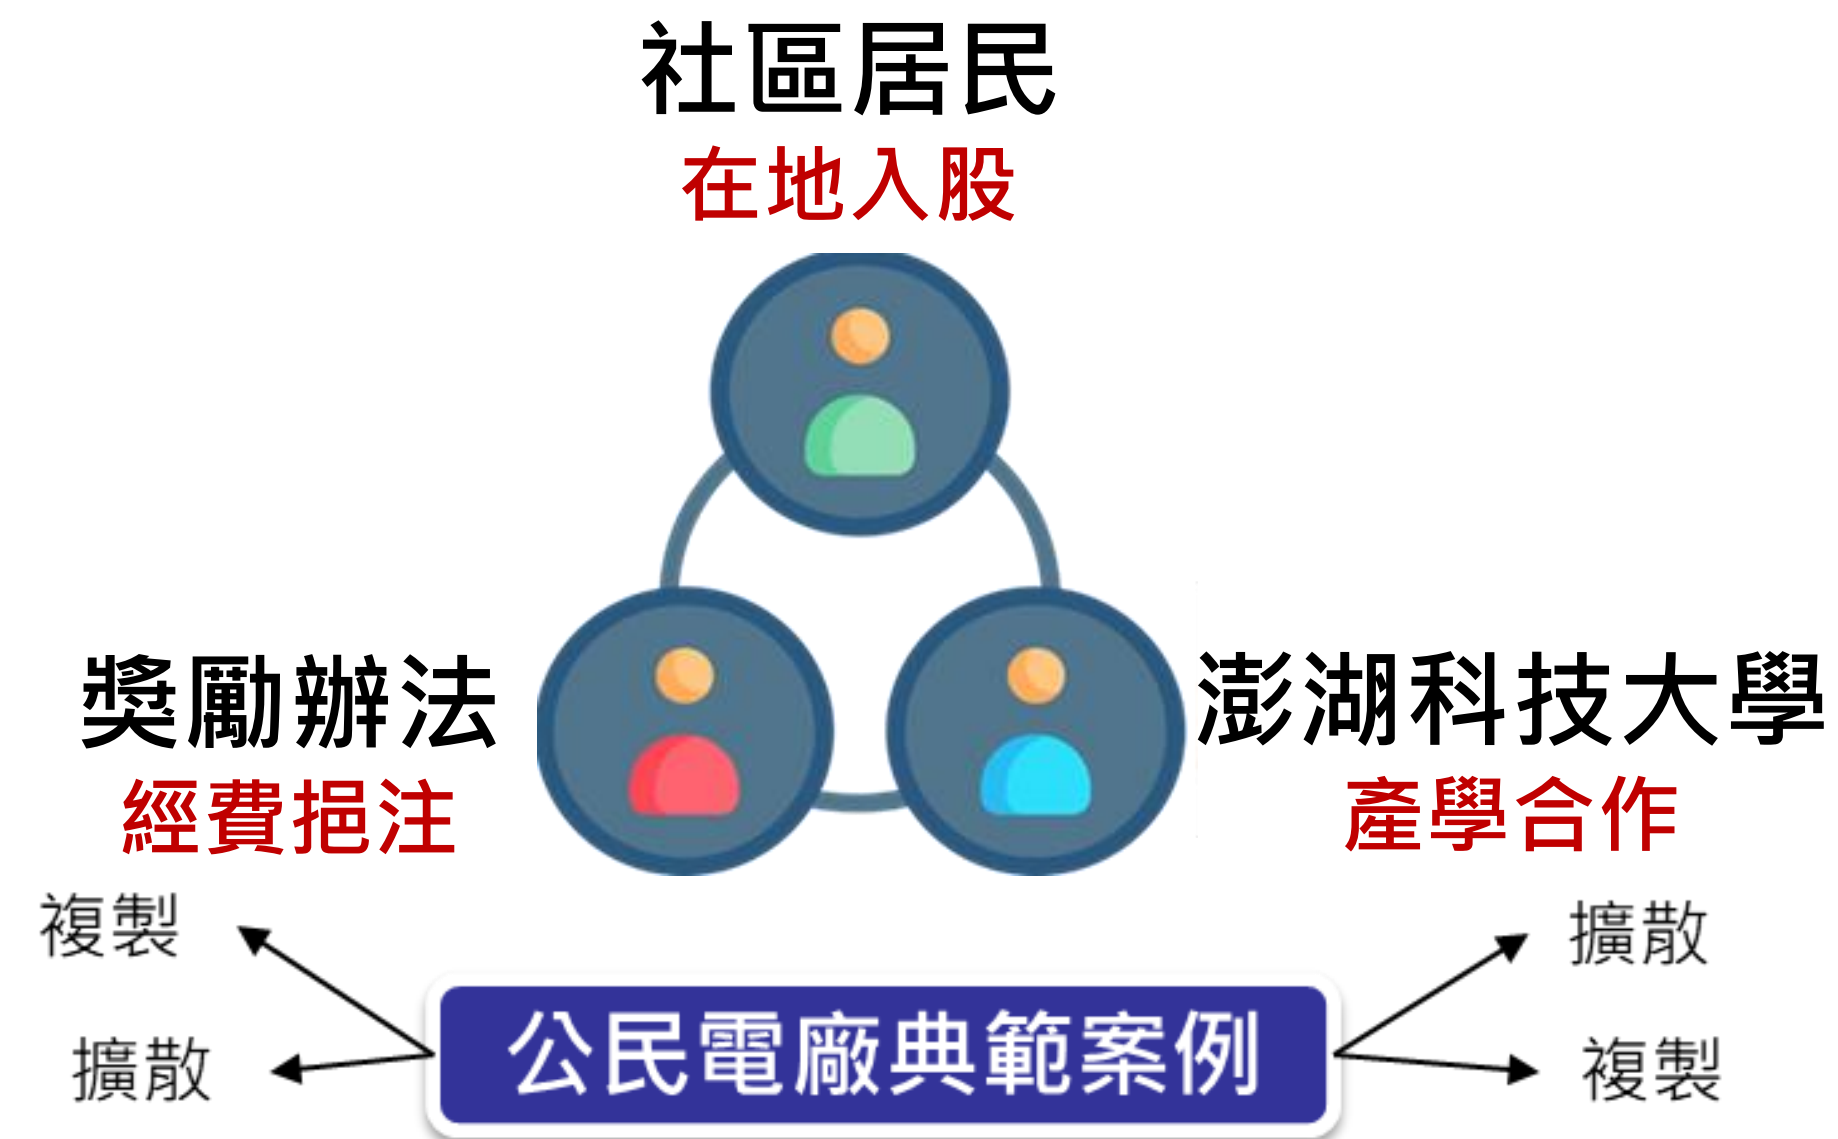 社區居民
在地入股
獎勵辦法
經費挹注
澎湖科技大學
產學合作
複製
擴散
公民電廠典範案例
擴散
複製